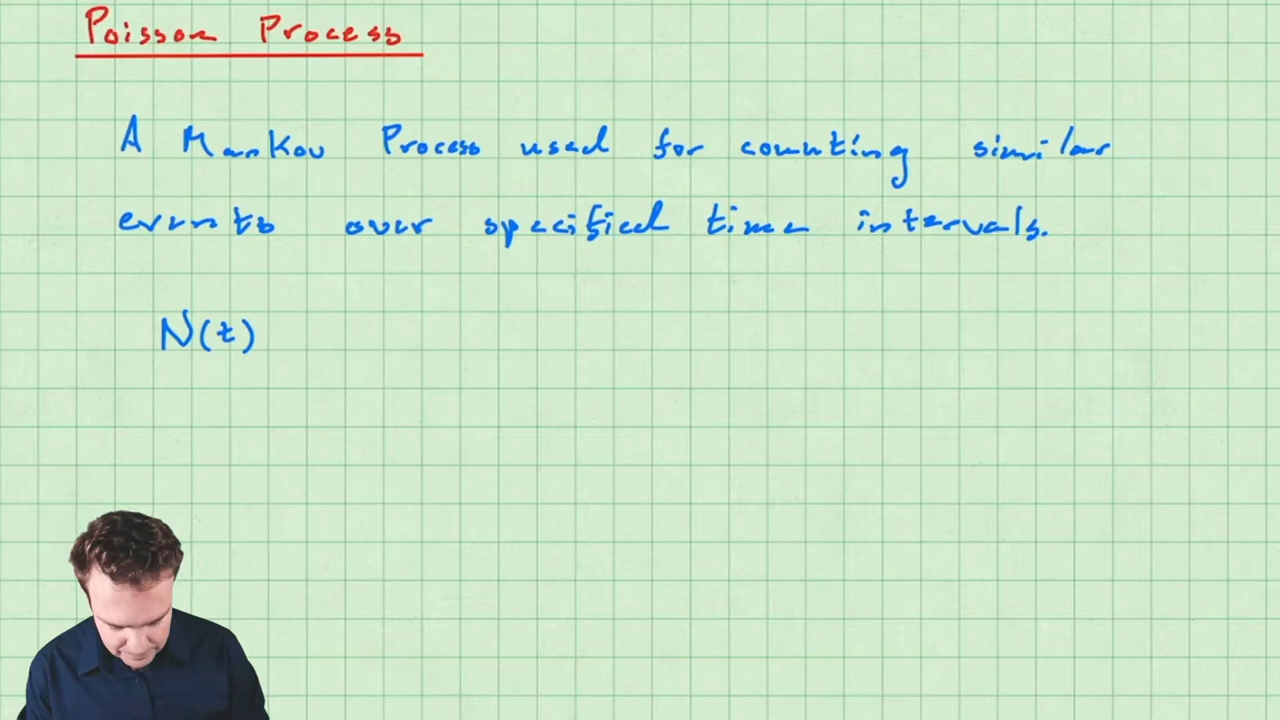 Poisson Process
A Markov Process used for counting similar
events over specified time intervals.
N(t)